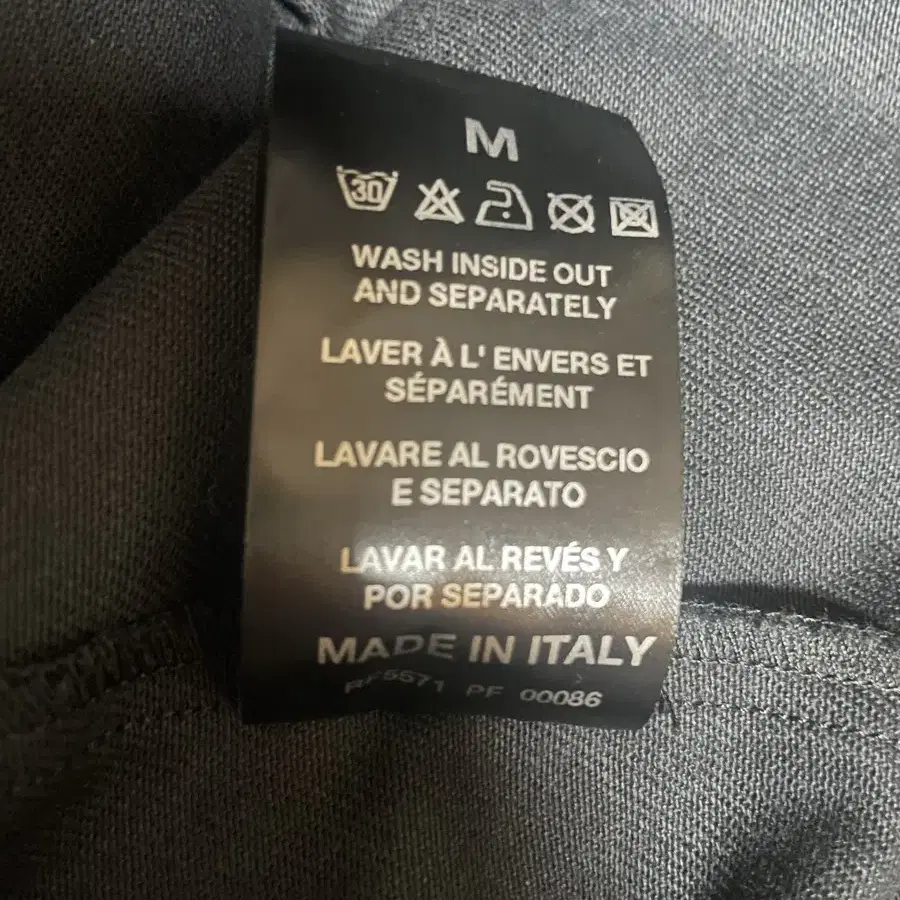 M
30
WASH INSIDE OUT
AND SEPARATELY
LAVER À L' ENVERS ET
SÉPARÉMENT
LAVARE AL ROVESCIO
E SEPARATO
LAVAR AL REVÉS Y
POR SEPARADO
MADE IN ITALY
RF5571 PF 00086